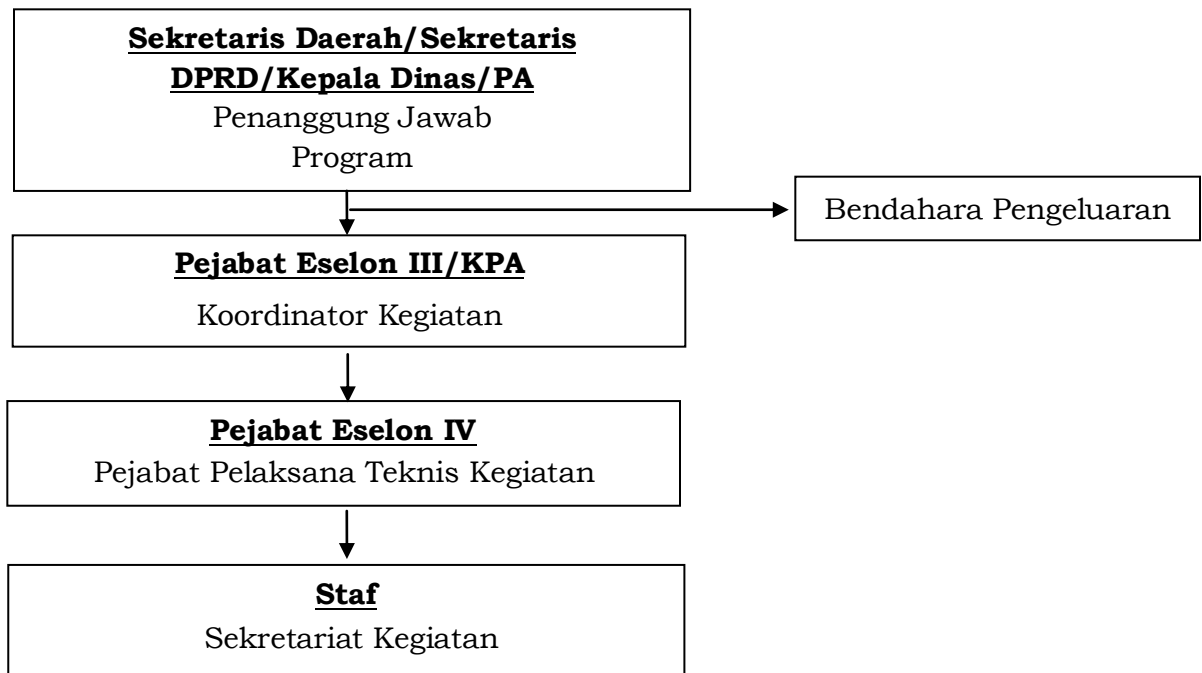 Sekretaris Daerah/Sekretaris
DPRD/Kepala Dinas/PA
Penanggung Jawab
Program
Bendahara Pengeluaran
Pejabat Eselon III/KPA
Koordinator Kegiatan
Pejabat Eselon IV
Pejabat Pelaksana Teknis Kegiatan
Staf
Sekretariat Kegiatan